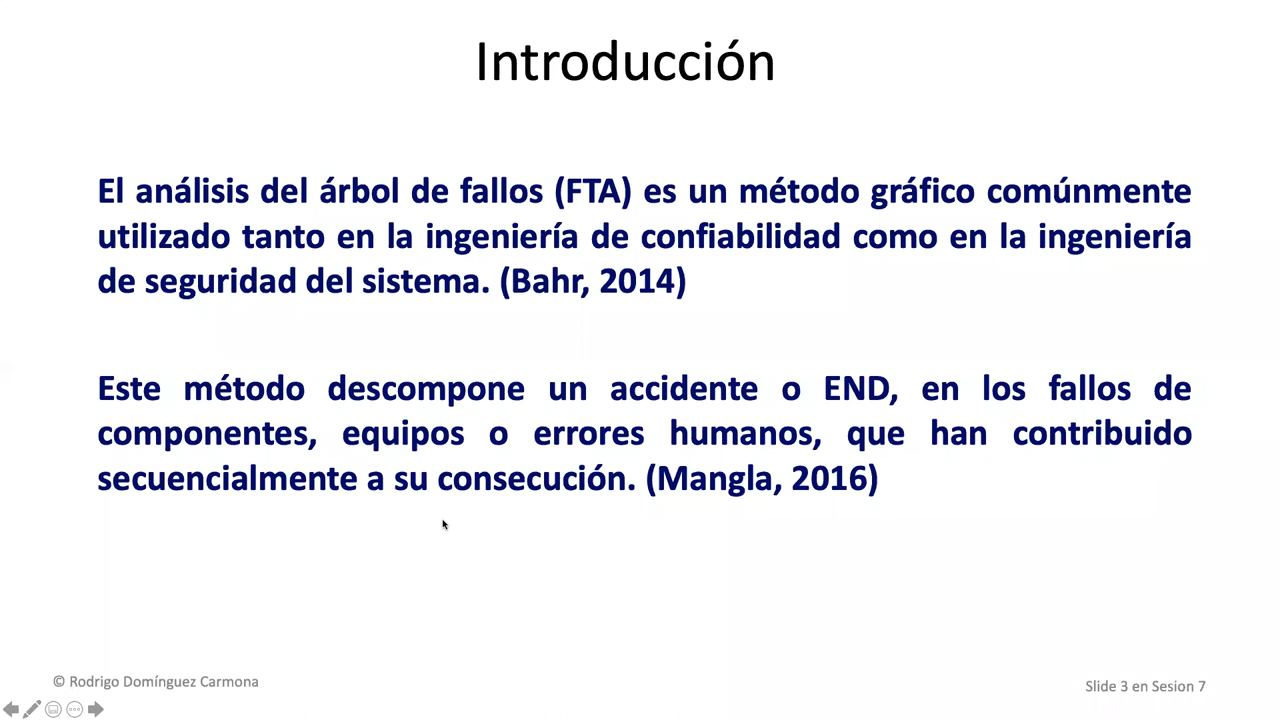 Introducción
El análisis del árbol de fallos (FTA) es un método gráfico comúnmente
utilizado tanto en la ingeniería de confiabilidad como en la ingeniería
de seguridad del sistema. (Bahr, 2014)
Este método descompone un accidente o END, en los fallos de
componentes, equipos o errores humanos, que han contribuido
secuencialmente a su consecución. (Mangla, 2016)
© Rodrigo Domínguez Carmona
Slide 3 en Sesion 7